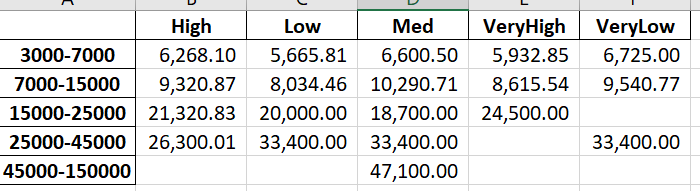 High Low Med VeryHigh VeryLow
3000-7000 6,268.10 5,665.81 6,600.50 5,932.85 6,725.00
7000-15000 9,320.87 8,034.46 10,290.71 8,615.54 9,540.77
15000-25000 21,320.83 20,000.00 18,700.00 24,500.00
25000-45000 26,300.01 33,400.00 33,400.00 33,400.00
45000-150000 47,100.00